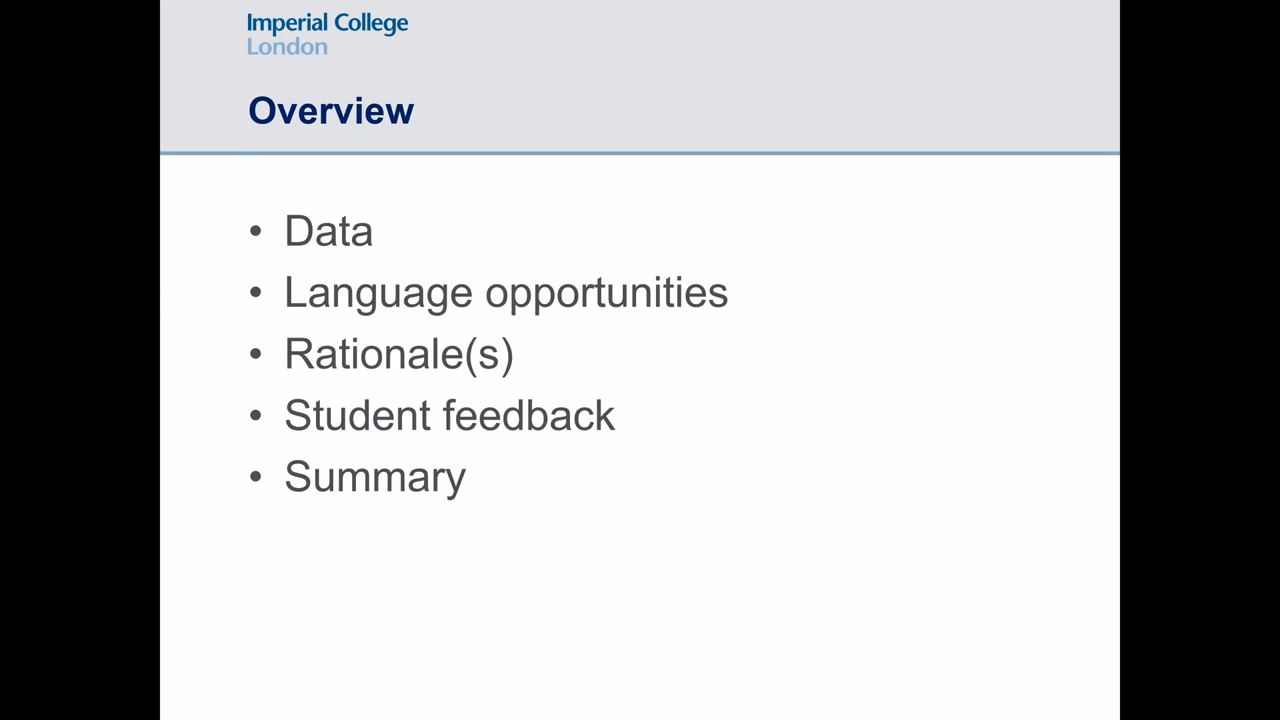 Imperial College
London
Overview
• Data
• Language opportunities
• Rationale(s)
• Student feedback
• Summary